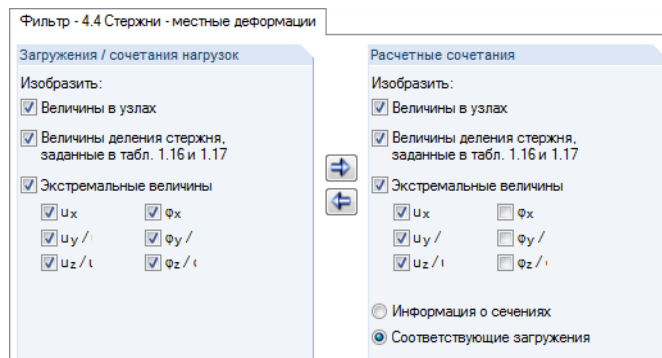 Фильтр - 4.4 Стержни - местные деформации
Загружения / сочетания нагрузок
Изобразить:
Величины в узлах
Величины деления стержня,
заданные в табл. 1.16 и 1.17
Экстремальные величины
ux φx
uy / φy /
uz / φz /
Расчетные сочетания
Изобразить:
Величины в узлах
Величины деления стержня,
заданные в табл. 1.16 и 1.17
Экстремальные величины
ux φx
uy / φy /
uz / φz /
Информация о сечениях
Соответствующие загружения